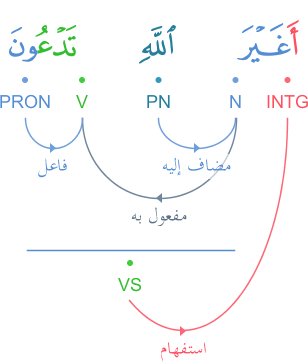 أَغَيْرَ ٱللَّهِ تَدْعُونَ
PRON V PN N INTG
فاعل مضاف إليه
مفعول به
VS
استفهام